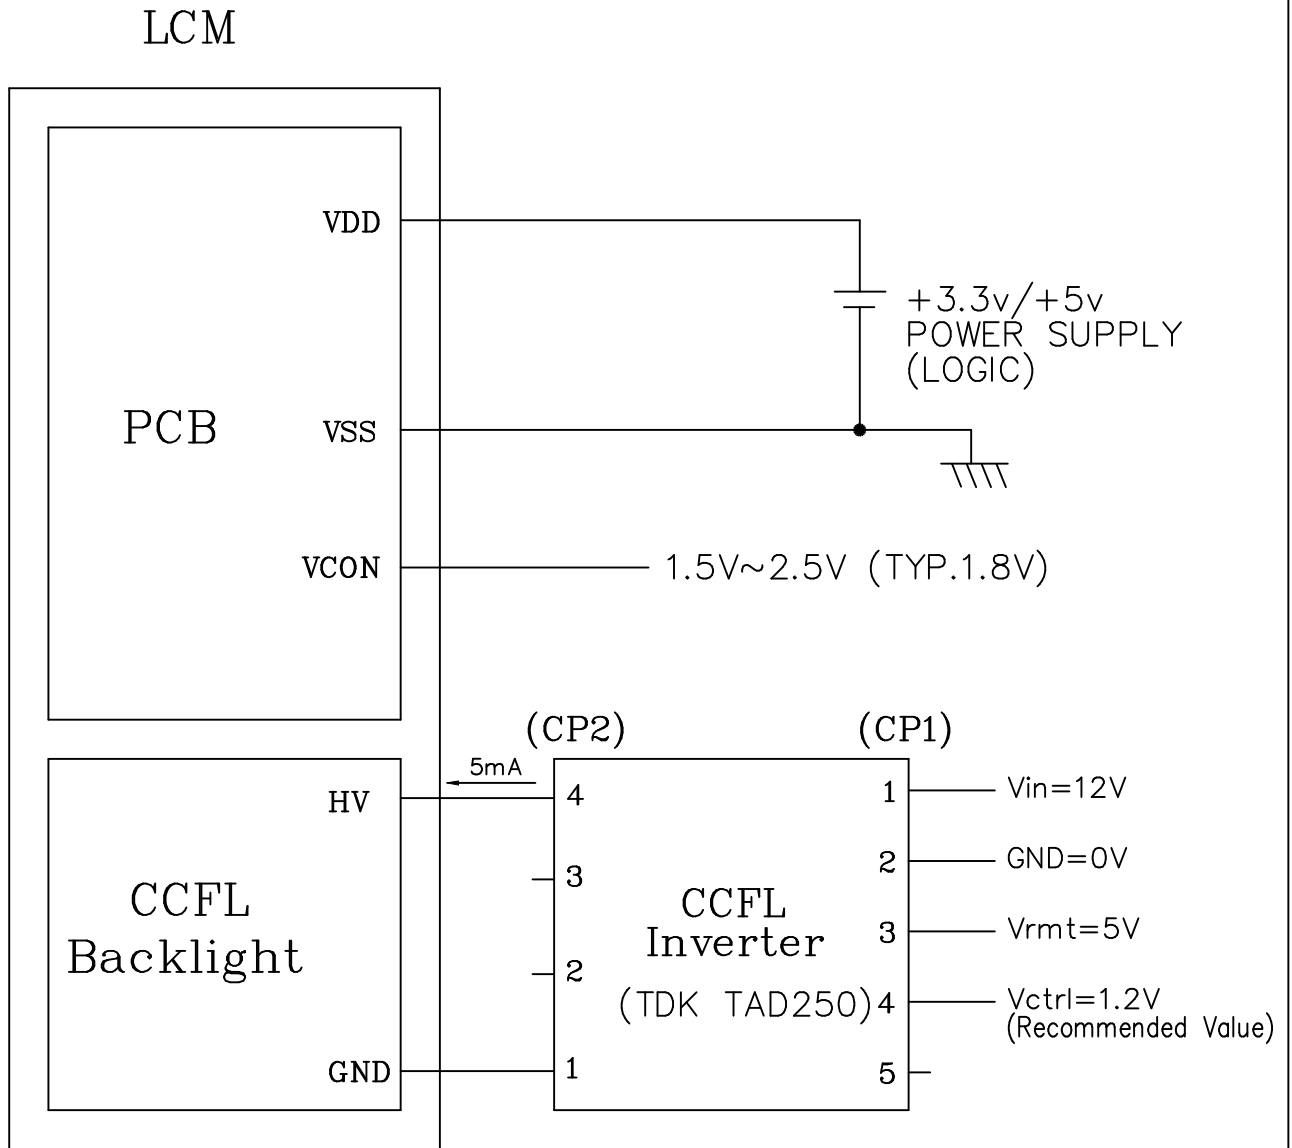 LCM
VDD
+3.3v/+5v
POWER SUPPLY
(LOGIC)
PCB
VSS
VCON
1.5V~2.5V (TYP.1.8V)
(CP2)
(CP1)
5mA
HV
4
3
2
1
CCFL
Backlight
GND
CCFL
Inverter
(TDK TAD250)
1
Vin=12V
2
GND=0V
3
Vrmt=5V
4
Vctrl=1.2V
(Recommended Value)
5